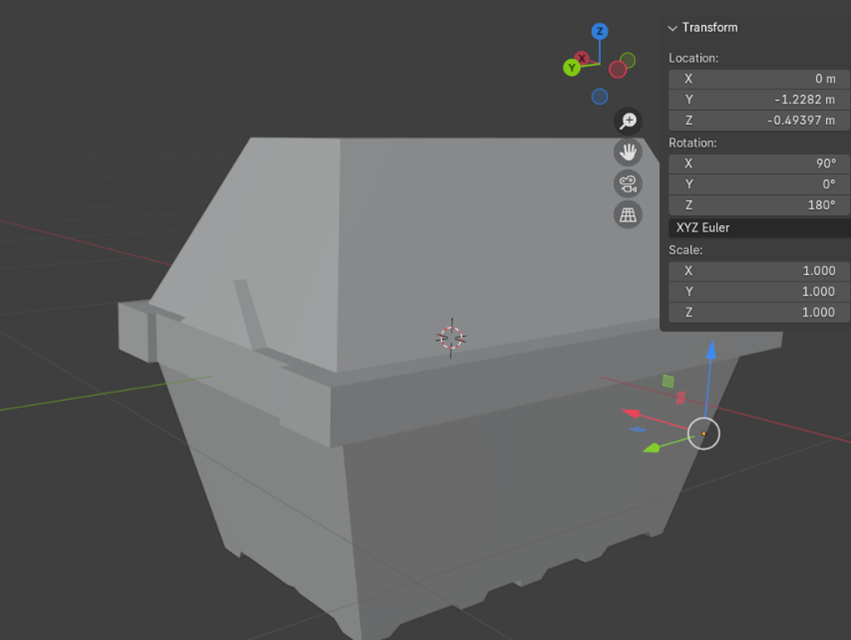 Z
X
Y
Transform
Location:
X 0 m
Y -1.2282 m
Z -0.49397 m
Rotation:
X 90°
Y 0°
Z 180°
XYZ Euler
Scale:
X 1.000
Y 1.000
Z 1.000